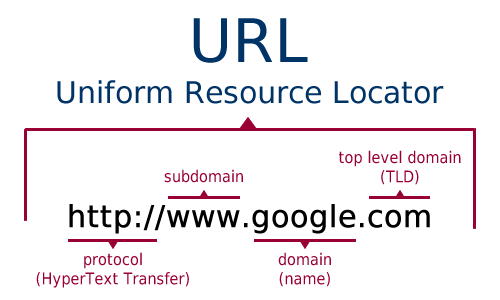 URL
Uniform Resource Locator
top level domain
(TLD)
subdomain
http://www.google.com
protocol
(HyperText Transfer)
domain
(name)